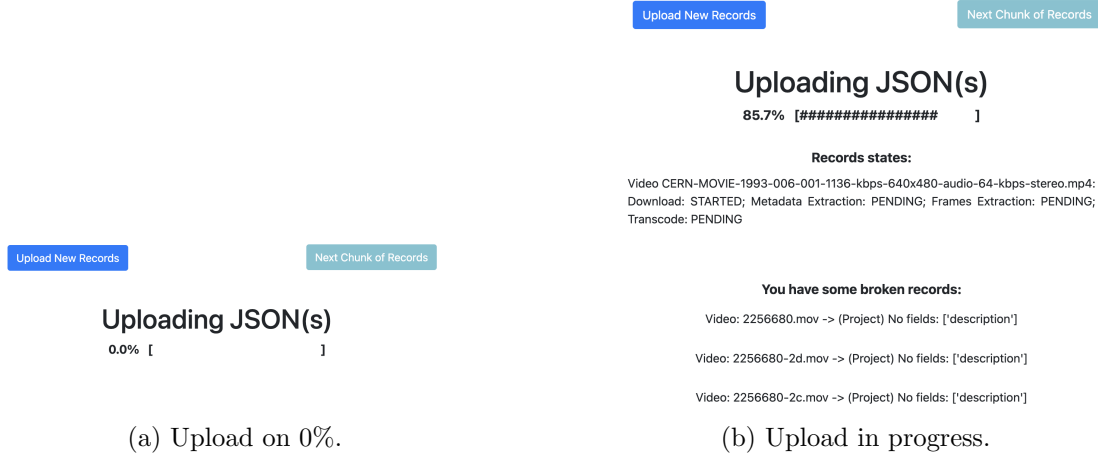 Upload New Records
Next Chunk of Records
Uploading JSON(s)
0.0% [ ]
(a) Upload on 0%.
Upload New Records
Next Chunk of Records
Uploading JSON(s)
85.7% [################ ]
Records states:
Video CERN-MOVIE-1993-006-001-1136-kbps-640x480-audio-64-kbps-stereo.mp4:
Download: STARTED; Metadata Extraction: PENDING; Frames Extraction: PENDING;
Transcode: PENDING
You have some broken records:
Video: 2256680.mov -> (Project) No fields: ['description']
Video: 2256680-2d.mov -> (Project) No fields: ['description']
Video: 2256680-2c.mov -> (Project) No fields: ['description']
(b) Upload in progress.